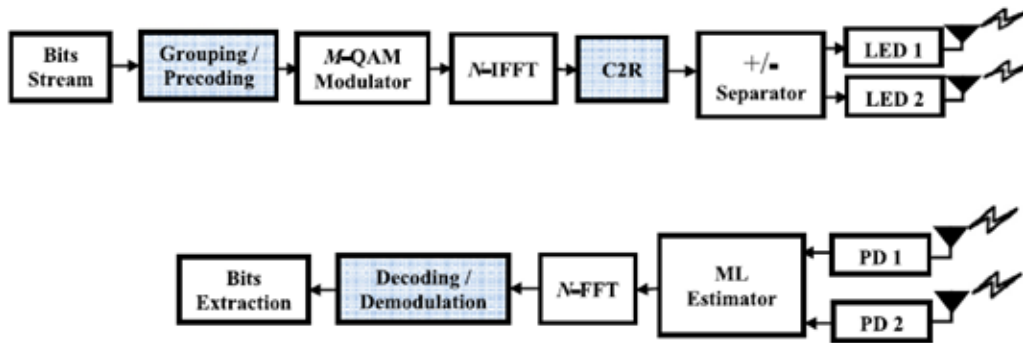 Bits
Stream
Grouping /
Precoding
M-QAM
Modulator
N-IFFT
C2R
+/-
Separator
LED 1
LED 2
Bits
Extraction
Decoding /
Demodulation
N-FFT
ML
Estimator
PD 1
PD 2